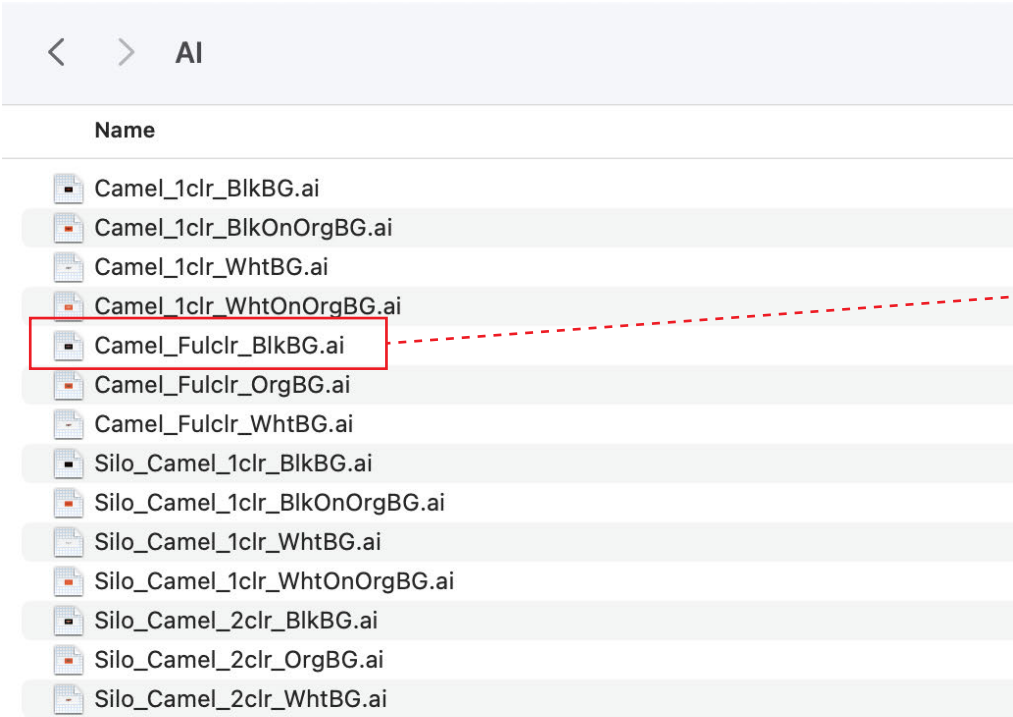 AI
Name
Camel_1clr_BlkBG.ai
Camel_1clr_BlkOnOrgBG.ai
Camel_1clr_WhtBG.ai
Camel_1clr_WhtOnOrgBG.ai
Camel_Fulclr_BlkBG.ai
Camel_Fulclr_OrgBG.ai
Camel_Fulclr_WhtBG.ai
Silo_Camel_1clr_BlkBG.ai
Silo_Camel_1clr_BlkOnOrgBG.ai
Silo_Camel_1clr_WhtBG.ai
Silo_Camel_1clr_WhtOnOrgBG.ai
Silo_Camel_2clr_BlkBG.ai
Silo_Camel_2clr_OrgBG.ai
Silo_Camel_2clr_WhtBG.ai